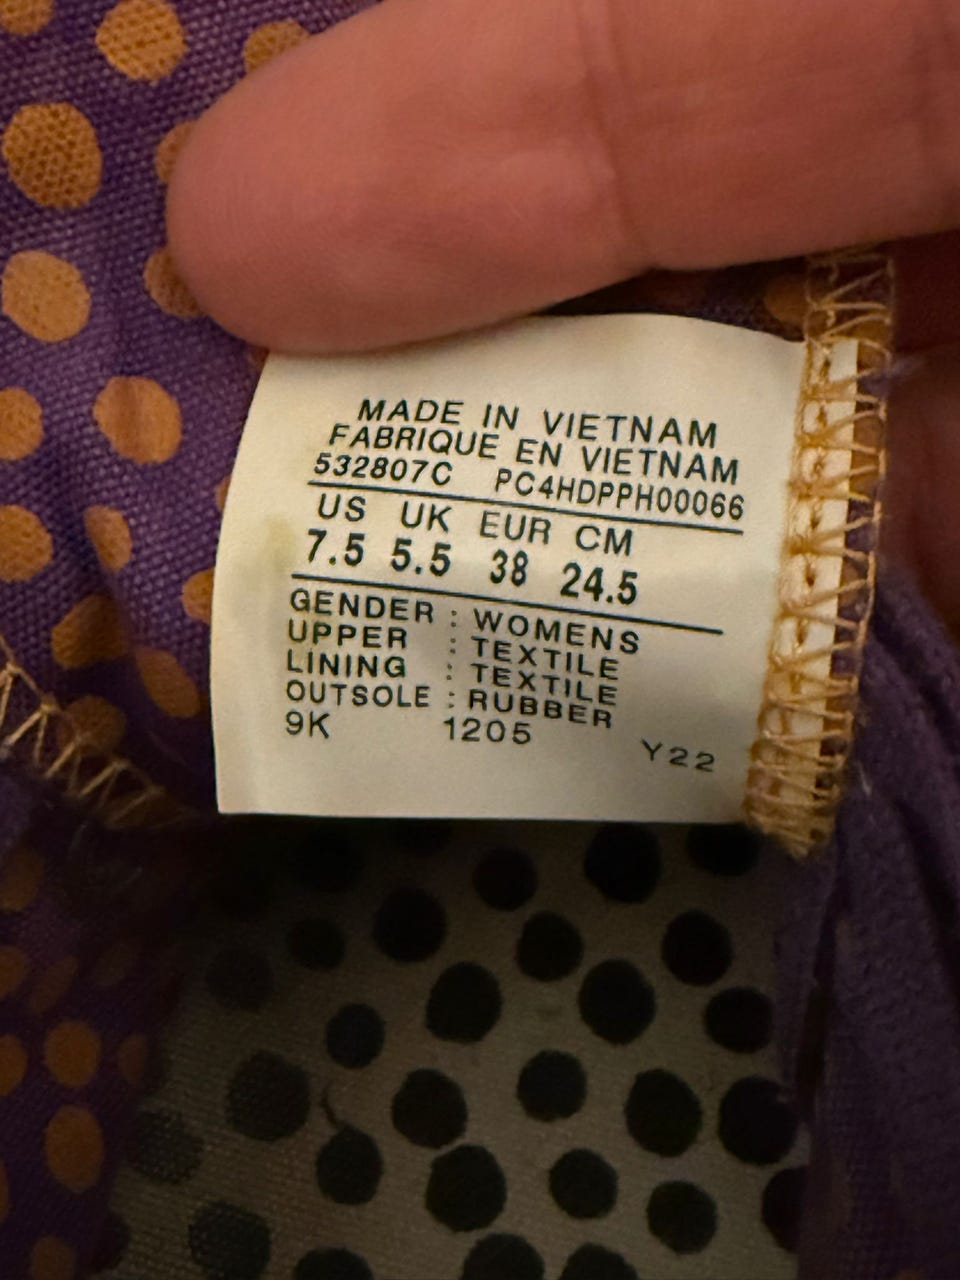 MADE IN VIETNAM
FABRIQUE EN VIETNAM
532807C PC4HDPPH00066
US UK EUR CM
7.5 5.5 38 24.5
GENDER : WOMENS
UPPER : TEXTILE
LINING : TEXTILE
OUTSOLE : RUBBER
9K 1205 Y22